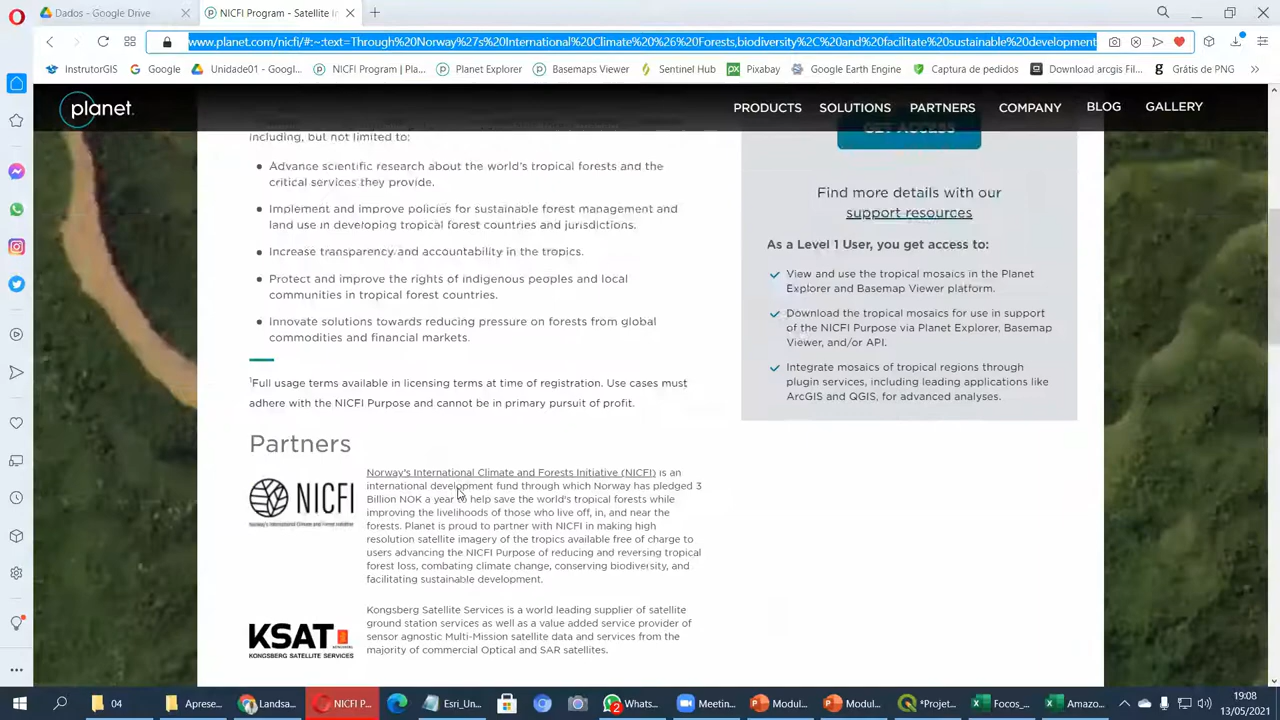 Dados - Google Drive
NICFI Program - Satellite I
www.planet.com/nicfi/#:~:text=Through%20Norway%27s%20International%20Climate%20%26%20Forests,biodiversity%2C%20and%20facilitate%20sustainable%20development
InstrutorGIS
Google
Unidade01 - Googl...
NICFI Program | Pla...
Planet Explorer
Basemaps Viewer
Sentinel Hub
Pixabay
Google Earth Engine
Captura de pedidos
Download arcgis Fil...
Grátis de PNG
planet.
PRODUCTS
SOLUTIONS
PARTNERS
COMPANY
BLOG
GALLERY
including, but not limited to:
Advance scientific research about the world's tropical forests and the
critical services they provide.
Implement and improve policies for sustainable forest management and
land use in developing tropical forest countries and jurisdictions.
Increase transparency and accountability in the tropics.
Protect and improve the rights of indigenous peoples and local
communities in tropical forest countries.
Innovate solutions towards reducing pressure on forests from global
commodities and financial markets.
1Full usage terms available in licensing terms at time of registration. Use cases must
adhere with the NICFI Purpose and cannot be in primary pursuit of profit.
GET ACCESS
Find more details with our
support resources
As a Level 1 User, you get access to:
View and use the tropical mosaics in the Planet
Explorer and Basemap Viewer platform.
Download the tropical mosaics for use in support
of the NICFI Purpose via Planet Explorer, Basemap
Viewer, and/or API.
Integrate mosaics of tropical regions through
plugin services, including leading applications like
ArcGIS and QGIS, for advanced analyses.
Partners
NICFI
Norway's International Climate and Forest Initiative
Norway's International Climate and Forests Initiative (NICFI) is an
international development fund through which Norway has pledged 3
Billion NOK a year to help save the world's tropical forests while
improving the livelihoods of those who live off, in, and near the
forests. Planet is proud to partner with NICFI in making high
resolution satellite imagery of the tropics available free of charge to
users advancing the NICFI Purpose of reducing and reversing tropical
forest loss, combating climate change, conserving biodiversity, and
facilitating sustainable development.
KSAT
KONGSBERG SATELLITE SERVICES
Kongsberg Satellite Services is a world leading supplier of satellite
ground station services as well as a value added service provider of
sensor agnostic Multi-Mission satellite data and services from the
majority of commercial Optical and SAR satellites.
04
Aprese...
Landsa...
NICFI P...
Esri_Un...
2
Whats...
Meetin...
Modul...
Modul...
*Projet...
Focos_...
Amazo...
19:08
13/05/2021